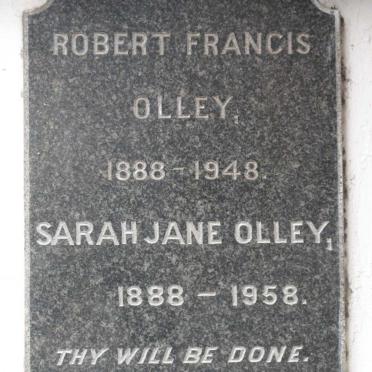 ROBERT FRANCIS
OLLEY,
1888 - 1948.
SARAH JANE OLLEY,
1888 - 1958.
THY WILL BE DONE.